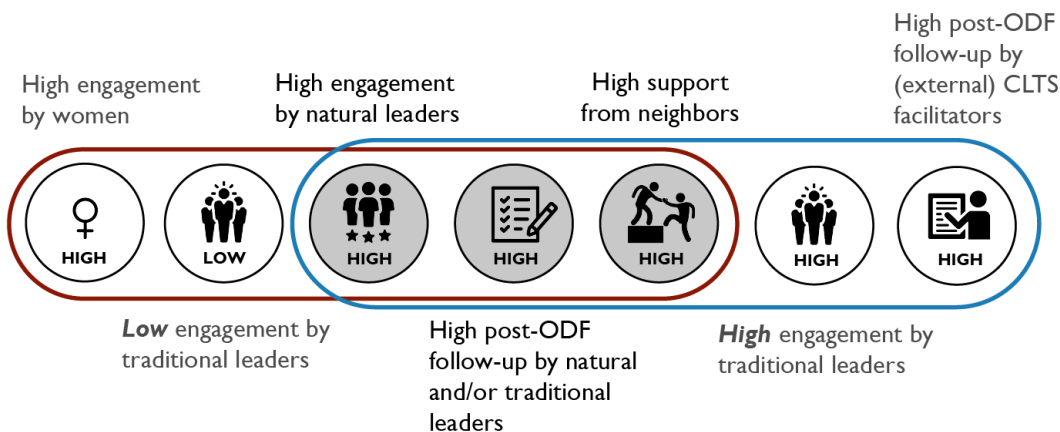 High engagement
by women
High engagement
by natural leaders
High support
from neighbors
High post-ODF
follow-up by
(external) CLTS
facilitators
HIGH
LOW
HIGH
HIGH
HIGH
HIGH
HIGH
Low engagement by
traditional leaders
High post-ODF
follow-up by natural
and/or traditional
leaders
High engagement by
traditional leaders